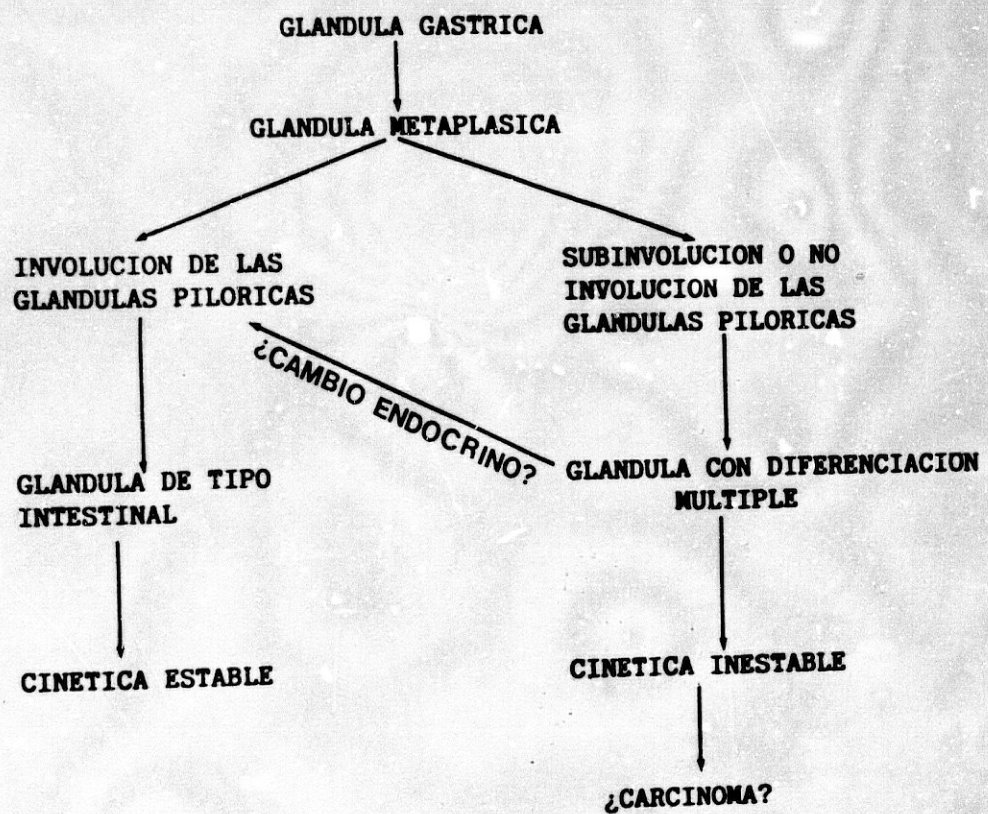 GLANDULA GASTRICA
GLANDULA METAPLASICA
INVOLUCION DE LAS
GLANDULAS PILORICAS
SUBINVOLUCION O NO
INVOLUCION DE LAS
GLANDULAS PILORICAS
¿CAMBIO ENDOCRINO?
GLANDULA DE TIPO
INTESTINAL
GLANDULA CON DIFERENCIACION
MULTIPLE
CINETICA ESTABLE
CINETICA INESTABLE
¿CARCINOMA?